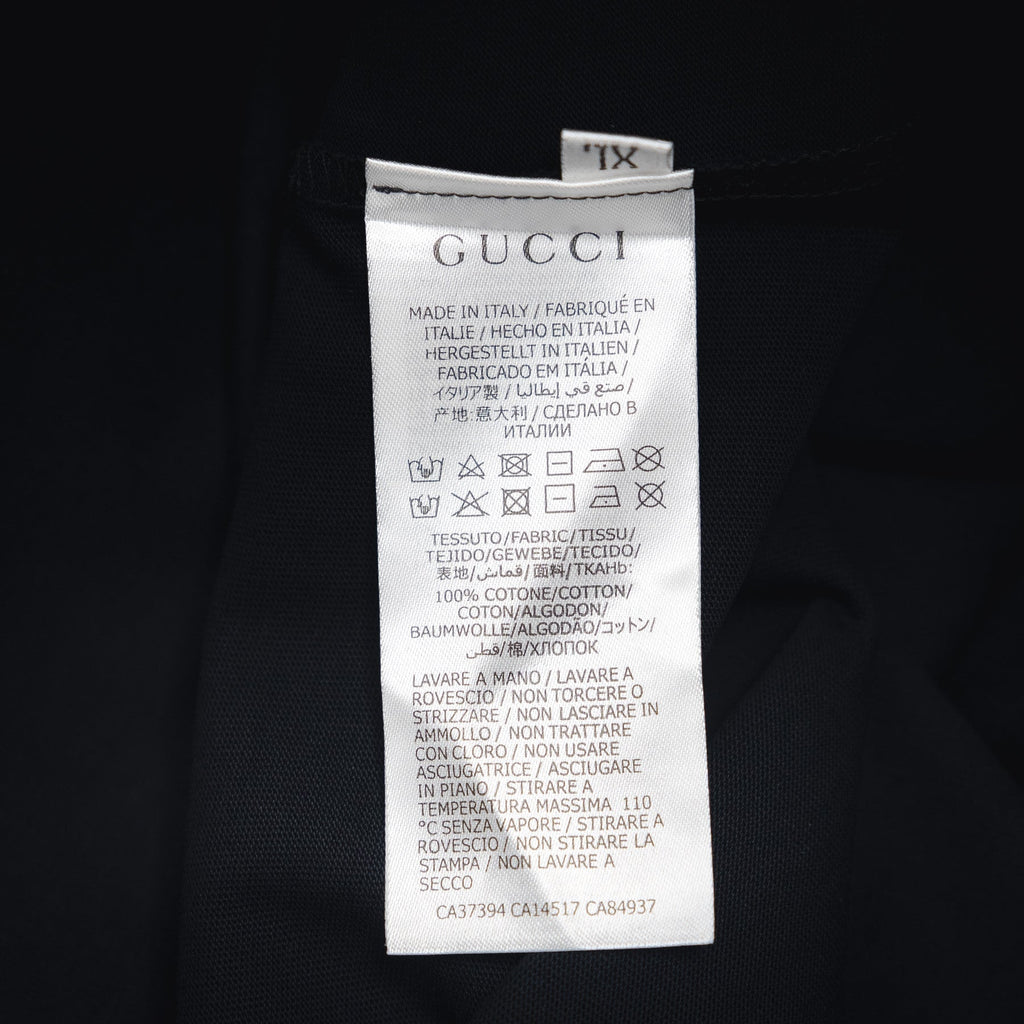 XL
GUCCI
MADE IN ITALY / FABRIQUÉ EN
ITALIE / HECHO EN ITALIA /
HERGESTELLT IN ITALIEN /
FABRICADO EM ITÁLIA /
イタリア製 / صنع في إيطاليا /
产地:意大利 / СДЕЛАНО В
ИТАЛИИ
TESSUTO/FABRIC/TISSU/
TEJIDO/GEWEBE/TECIDO/
表地/قماش/面料/TKAHb:
100% COTONE/COTTON/
COTON/ALGODON/
BAUMWOLLE/ALGODÃO/コットン/
قطن/棉/ХЛОПОК
LAVARE A MANO / LAVARE A
ROVESCIO / NON TORCERE O
STRIZZARE / NON LASCIARE IN
AMMOLLO / NON TRATTARE
CON CLORO / NON USARE
ASCIUGATRICE / ASCIUGARE
IN PIANO / STIRARE A
TEMPERATURA MASSIMA 110
°C SENZA VAPORE / STIRARE A
ROVESCIO / NON STIRARE LA
STAMPA / NON LAVARE A
SECCO
CA37394 CA14517 CA84937